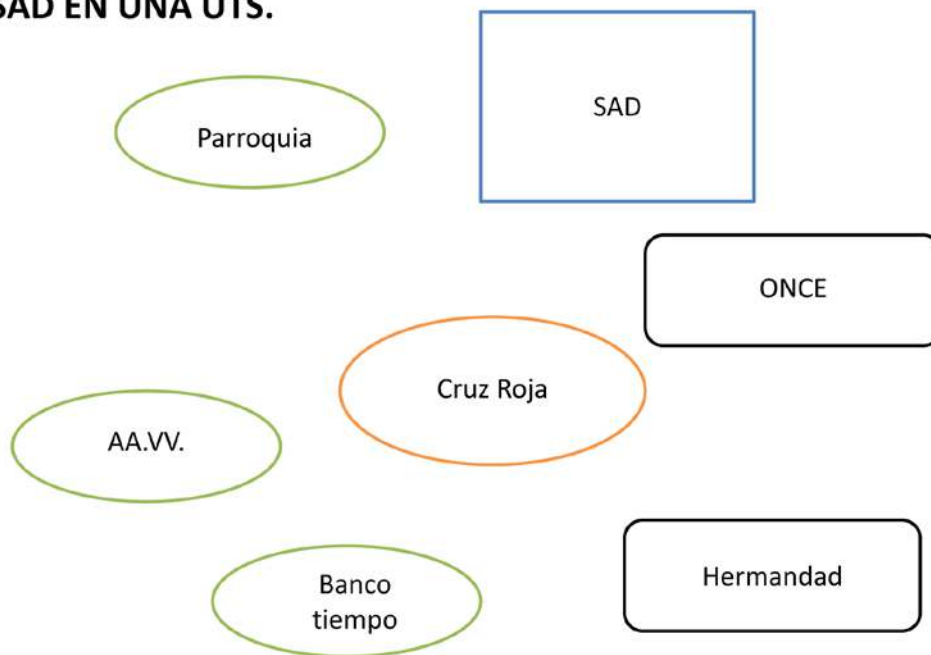 SAD EN UNA UTS.
SAD
Parroquia
ONCE
Cruz Roja
AA.VV.
Banco
tiempo
Hermandad